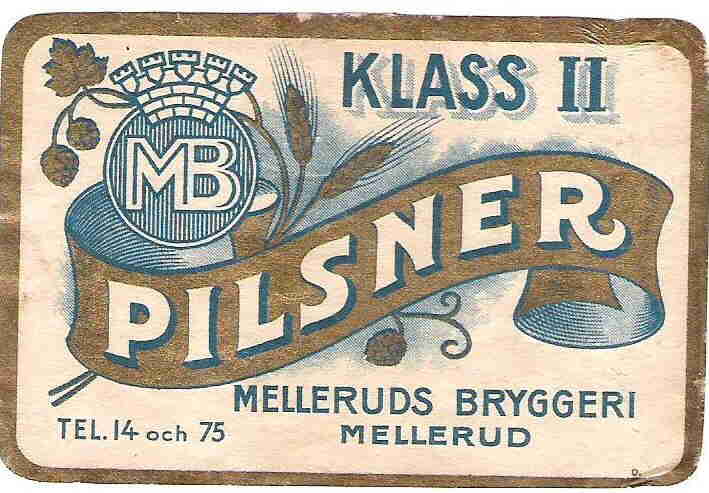 KLASS II
MB
PILSNER
MELLERUDS BRYGGERI
TEL. 14 och 75
MELLERUD
D.